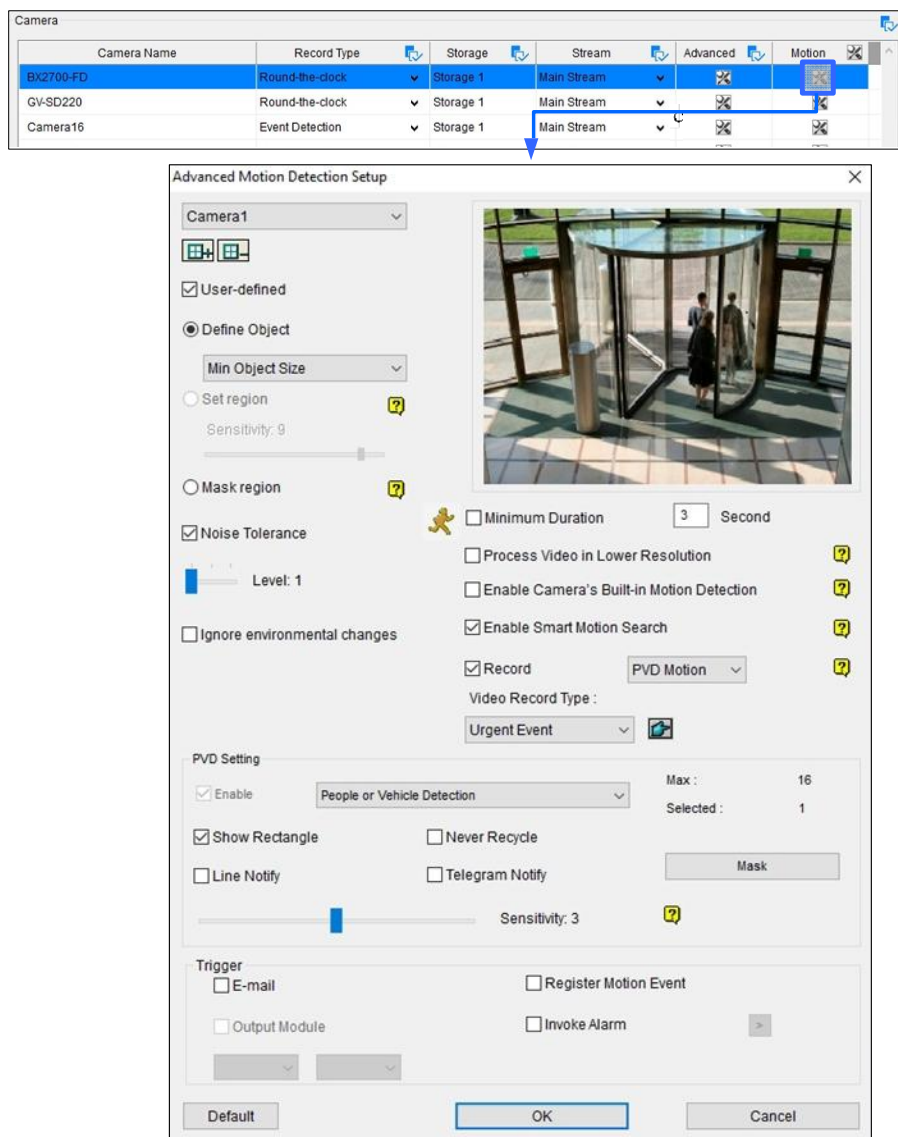 Camera
Camera Name Record Type Storage Stream Advanced Motion
BX2700-FD Round-the-clock Storage 1 Main Stream
GV-SD220 Round-the-clock Storage 1 Main Stream
Camera16 Event Detection Storage 1 Main Stream
Advanced Motion Detection Setup
Camera1
User-defined
Define Object
Min Object Size
Set region
Sensitivity: 9
Mask region
Noise Tolerance
Level: 1
Ignore environmental changes
Minimum Duration 3 Second
Process Video in Lower Resolution
Enable Camera's Built-in Motion Detection
Enable Smart Motion Search
Record PVD Motion
Video Record Type :
Urgent Event
PVD Setting
Enable People or Vehicle Detection
Max : 16
Selected : 1
Show Rectangle Never Recycle
Line Notify Telegram Notify
Mask
Sensitivity: 3
Trigger
E-mail Register Motion Event
Output Module Invoke Alarm >
Default OK Cancel